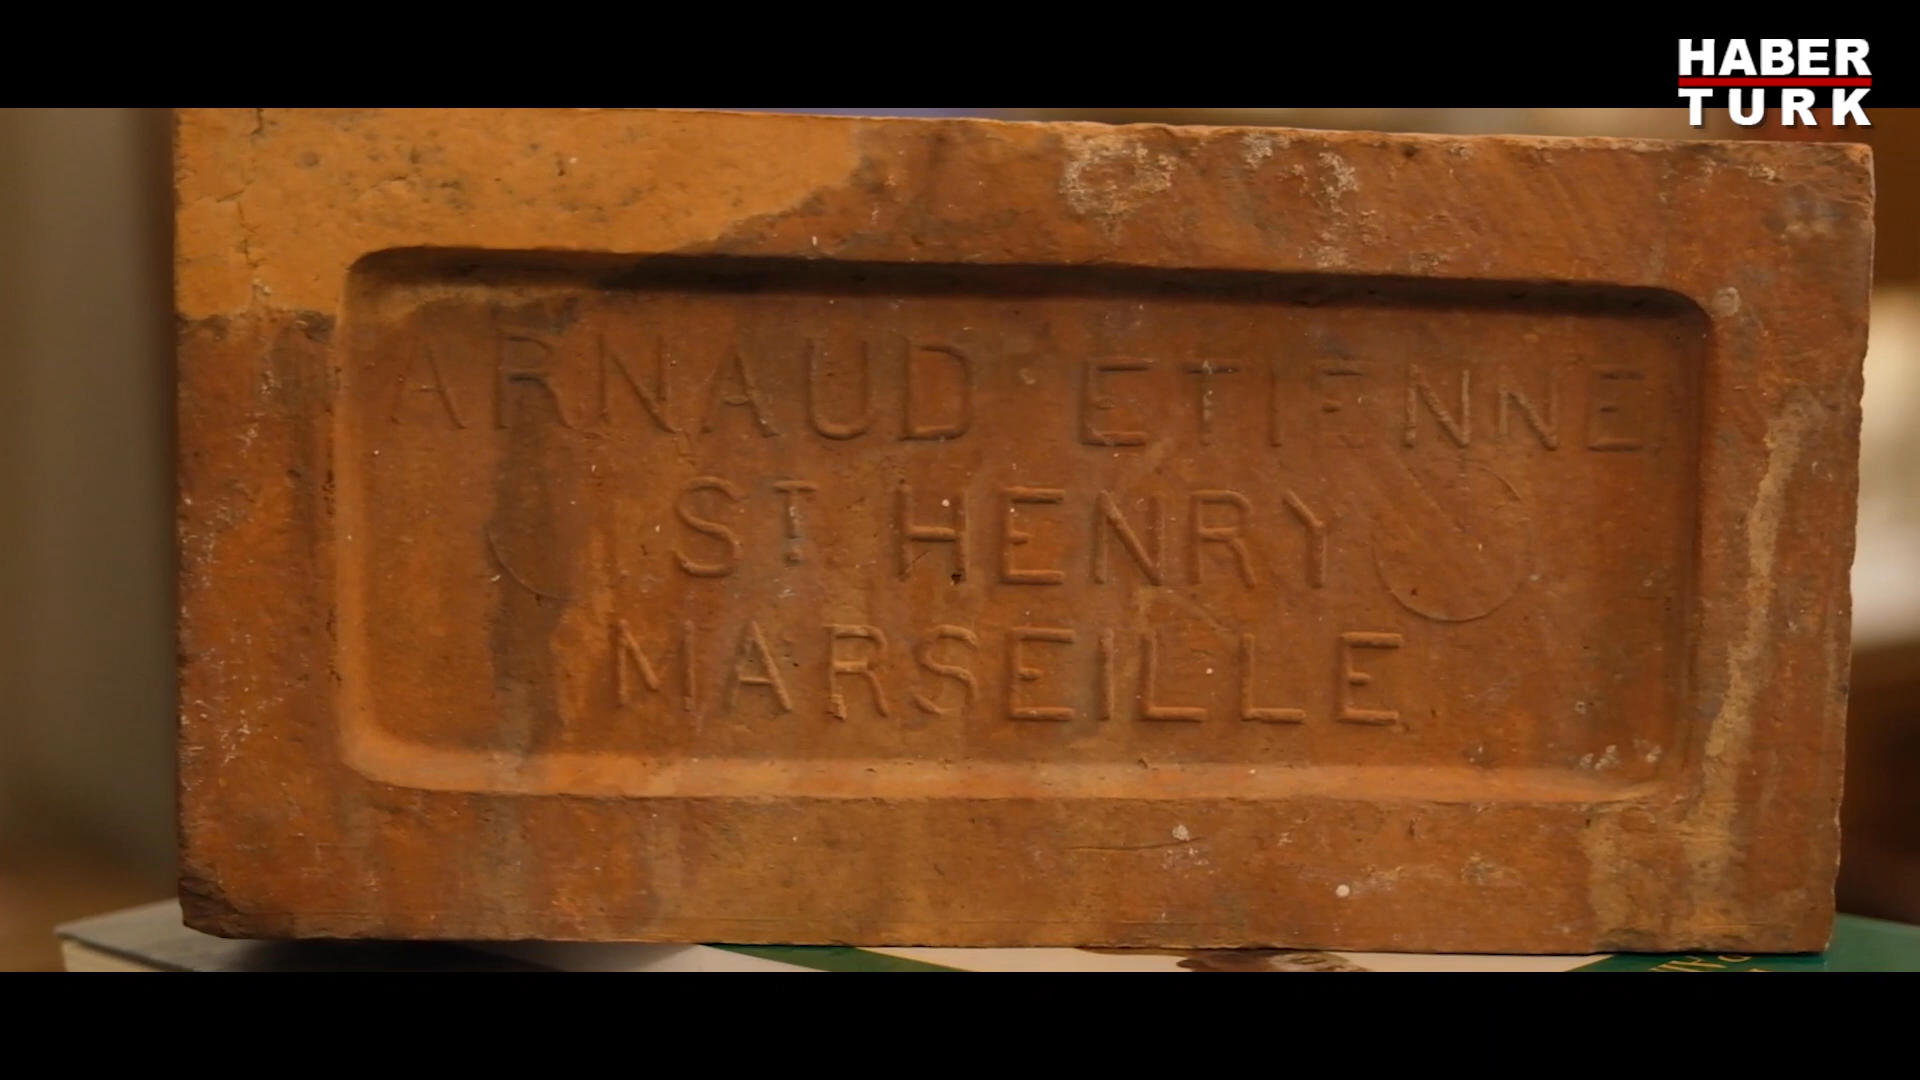 HABER
TURK
ARNAUD ETIENNE
ST HENRY
MARSEILLE